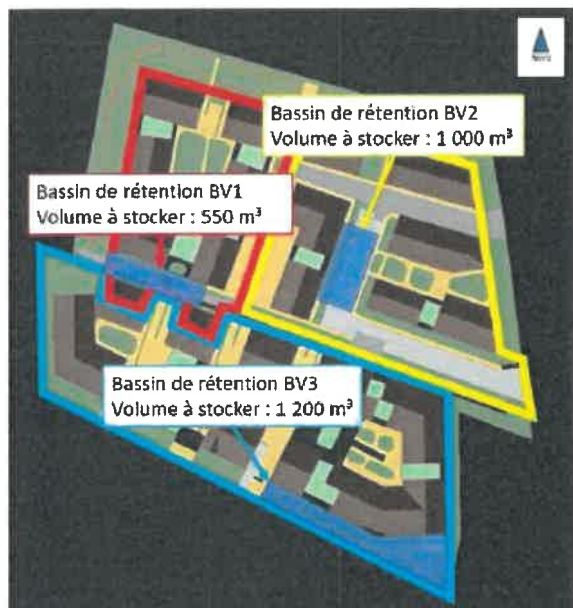 Nord
Bassin de rétention BV2
Volume à stocker : 1 000 m³
Bassin de rétention BV1
Volume à stocker : 550 m³
Bassin de rétention BV3
Volume à stocker : 1 200 m³